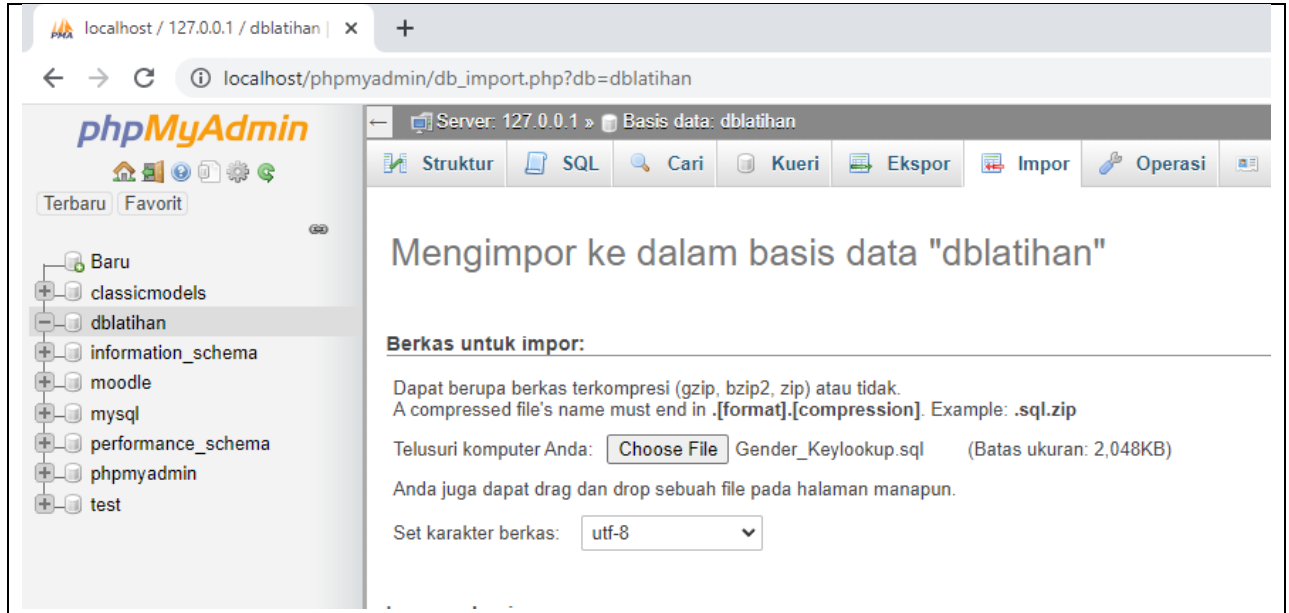 localhost / 127.0.0.1 / dblatihan |
localhost/phpmyadmin/db_import.php?db=dblatihan
phpMyAdmin
Terbaru Favorit
Baru
classicmodels
dblatihan
information_schema
moodle
mysql
performance_schema
phpmyadmin
test
Server: 127.0.0.1 » Basis data: dblatihan
Struktur SQL Cari Kueri Ekspor Impor Operasi
Mengimpor ke dalam basis data "dblatihan"
Berkas untuk impor:
Dapat berupa berkas terkompresi (gzip, bzip2, zip) atau tidak.
A compressed file's name must end in .[format].[compression]. Example: .sql.zip
Telusuri komputer Anda: Choose File Gender_Keylookup.sql (Batas ukuran: 2,048KB)
Anda juga dapat drag dan drop sebuah file pada halaman manapun.
Set karakter berkas: utf-8